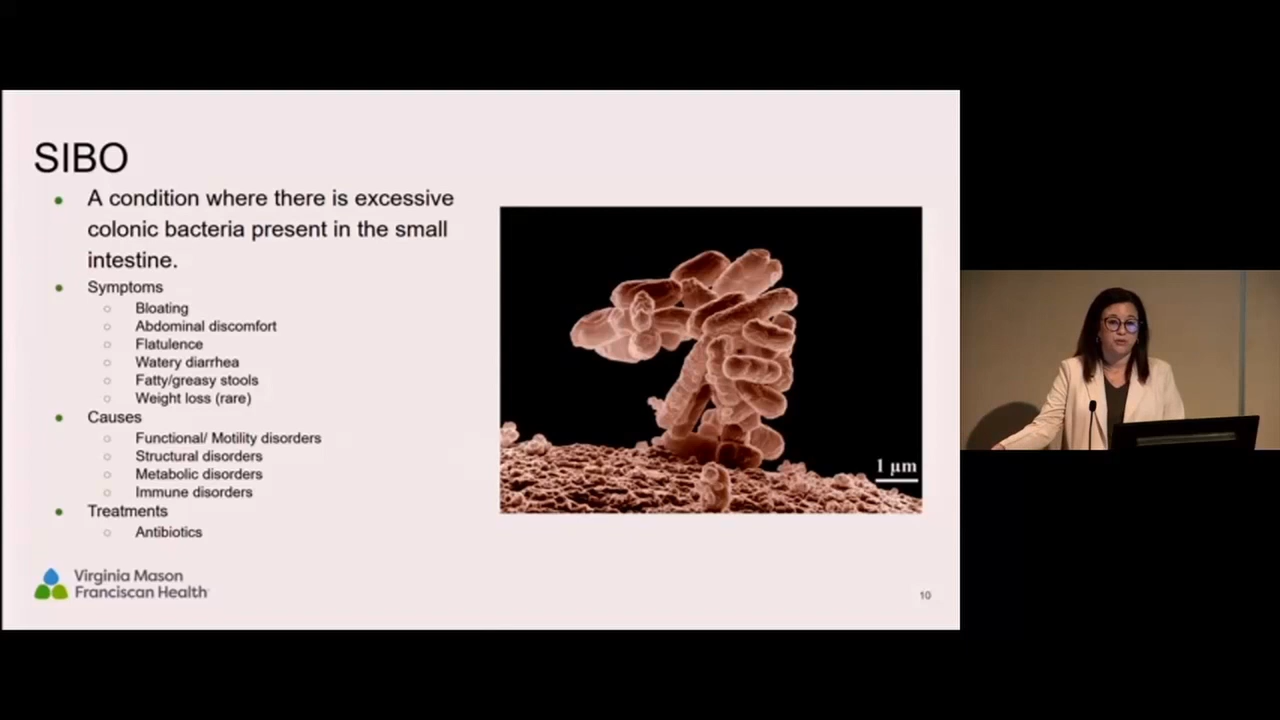 SIBO
A condition where there is excessive
colonic bacteria present in the small
intestine.
Symptoms
Bloating
Abdominal discomfort
Flatulence
Watery diarrhea
Fatty/greasy stools
Weight loss (rare)
Causes
Functional/ Motility disorders
Structural disorders
Metabolic disorders
Immune disorders
Treatments
Antibiotics
1 µm
Virginia Mason
Franciscan Health
10